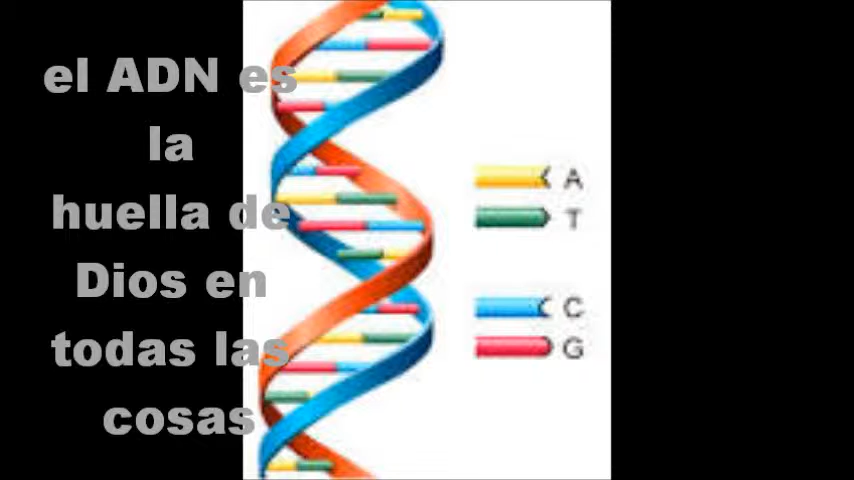 el ADN es
la
huella de
Dios en
todas las
cosas
A
T
C
G